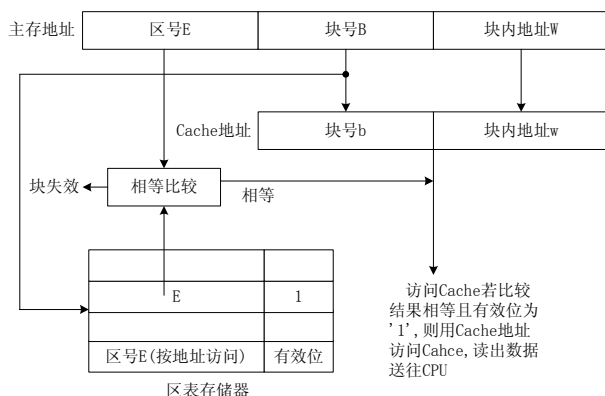 主存地址 区号E 块号B 块内地址W
Cache地址 块号b 块内地址w
块失效 相等比较 相等
E 1
区号E(按地址访问) 有效位
区表存储器
访问Cache若比较
结果相等且有效位为
'1',则用Cache地址
访问Cahce,读出数据
送往CPU